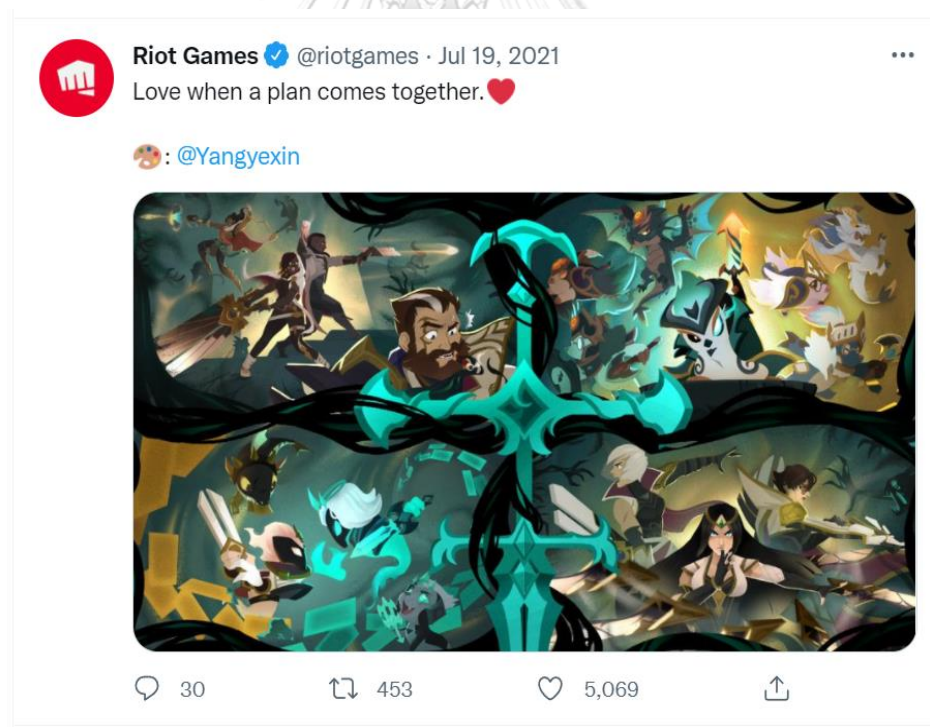 Riot Games @riotgames · Jul 19, 2021
Love when a plan comes together.❤️
🎨: @Yangyexin
30 453 5,069